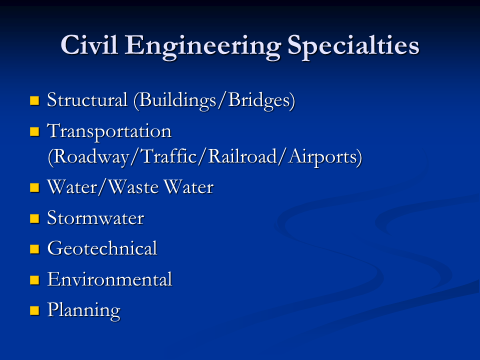 Civil Engineering Specialties
Structural (Buildings/Bridges)
Transportation
(Roadway/Traffic/Railroad/Airports)
Water/Waste Water
Stormwater
Geotechnical
Environmental
Planning